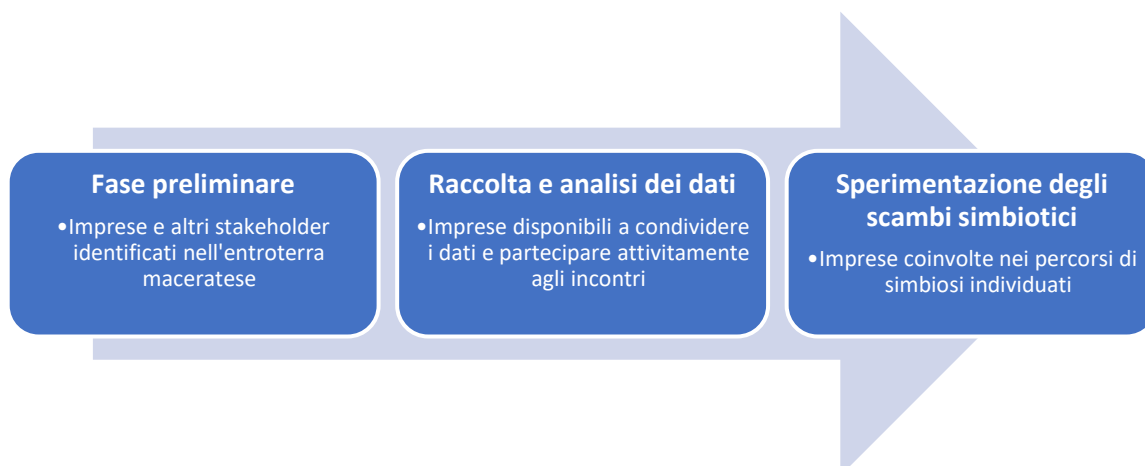 Fase preliminare
•Imprese e altri stakeholder
identificati nell'entroterra
maceratese
Raccolta e analisi dei dati
•Imprese disponibili a condividere
i dati e partecipare attivitamente
agli incontri
Sperimentazione degli
scambi simbiotici
•Imprese coinvolte nei percorsi di
simbiosi individuati